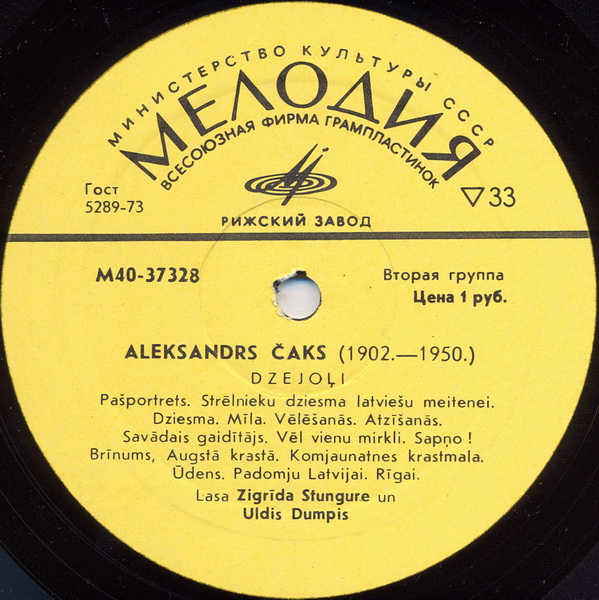 МИНИСТЕРСТВО КУЛЬТУРЫ СССР
МЕЛОДИЯ
ВСЕСОЮЗНАЯ ФИРМА ГРАМПЛАСТИНОК
Гост
5289-73
▽33
РИЖСКИЙ ЗАВОД
М40-37328
Вторая группа
Цена 1 руб.
ALEKSANDRS ČAKS (1902.—1950.)
DZEJOĻI
Pašportrets. Strēlnieku dziesma latviešu meitenei.
Dziesma. Mīla. Vēlēšanās. Atzīšanās.
Savādais gaidītājs. Vēl vienu mirkli. Sapņo !
Brīnums, Augstā krastā. Komjaunatnes krastmala.
Ūdens. Padomju Latvijai. Rīgai.
Lasa Zigrīda Stungure un
Uldis Dumpis